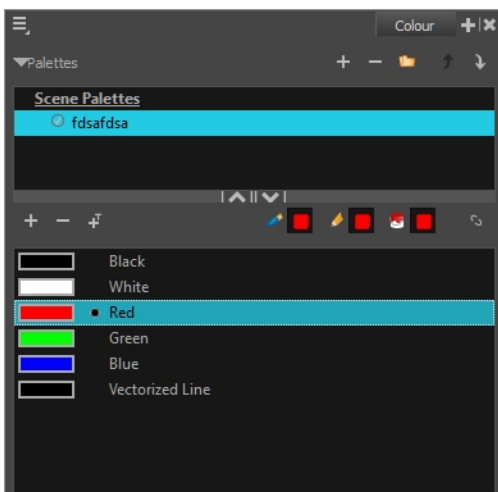 Colour
Palettes
Scene Palettes
fdsafdsa
Black
White
Red
Green
Blue
Vectorized Line